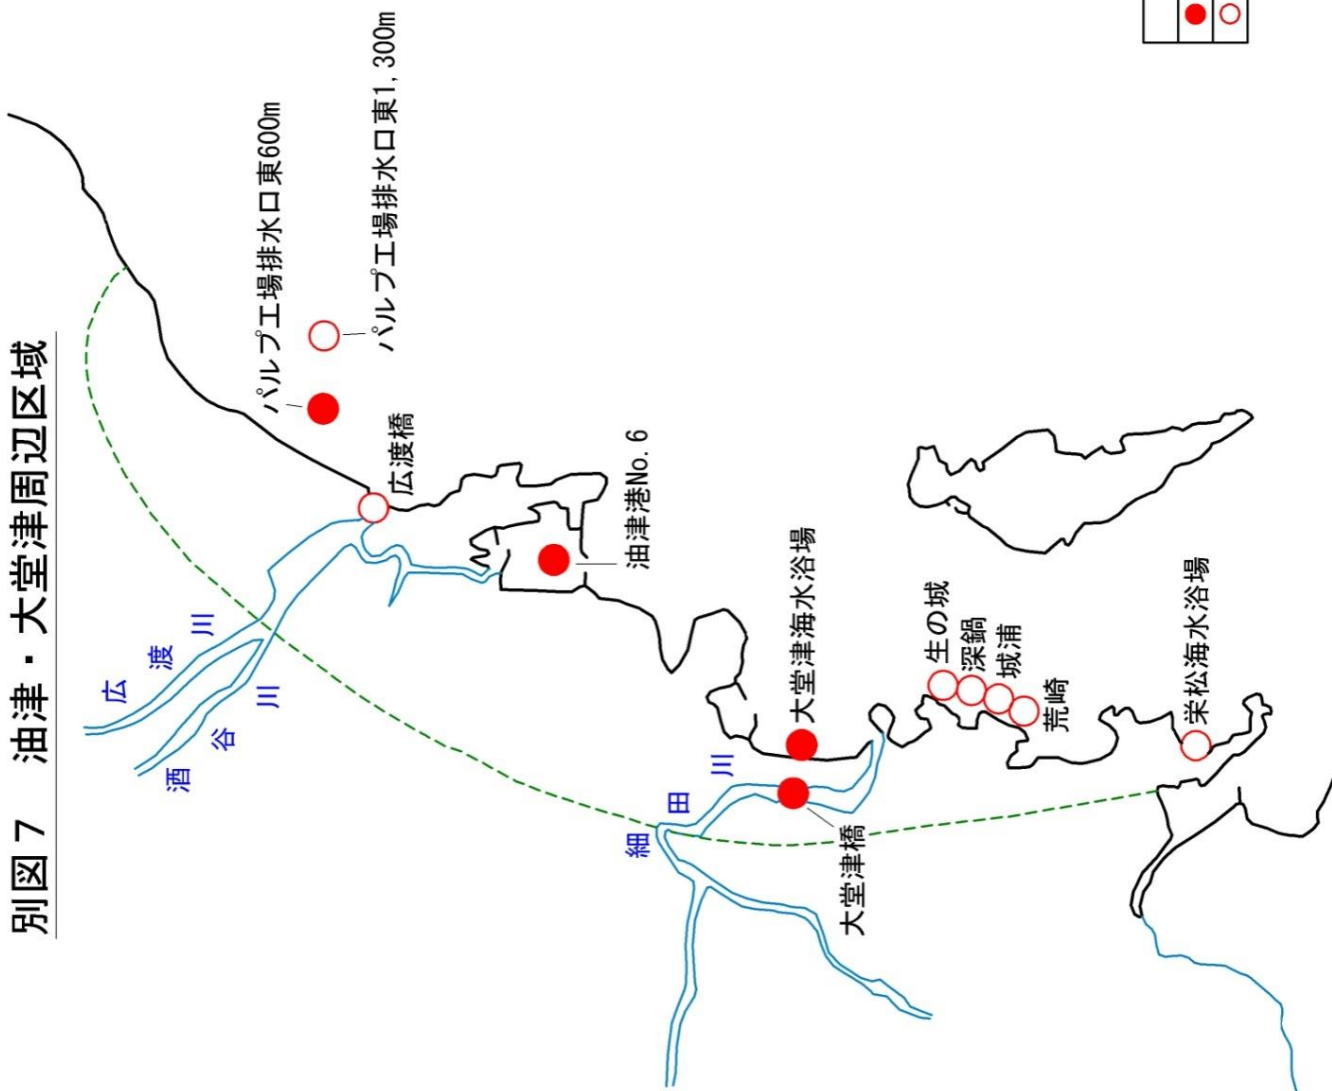 別図7 油津・大堂津周辺区域
パルプ工場排水口東600m
パルプ工場排水口東1,300m
広渡橋
広渡川
酒谷川
油津港No.6
大堂津海水浴場
細田川
大堂津橋
生の城
深鍋
城浦
荒崎
栄松海水浴場